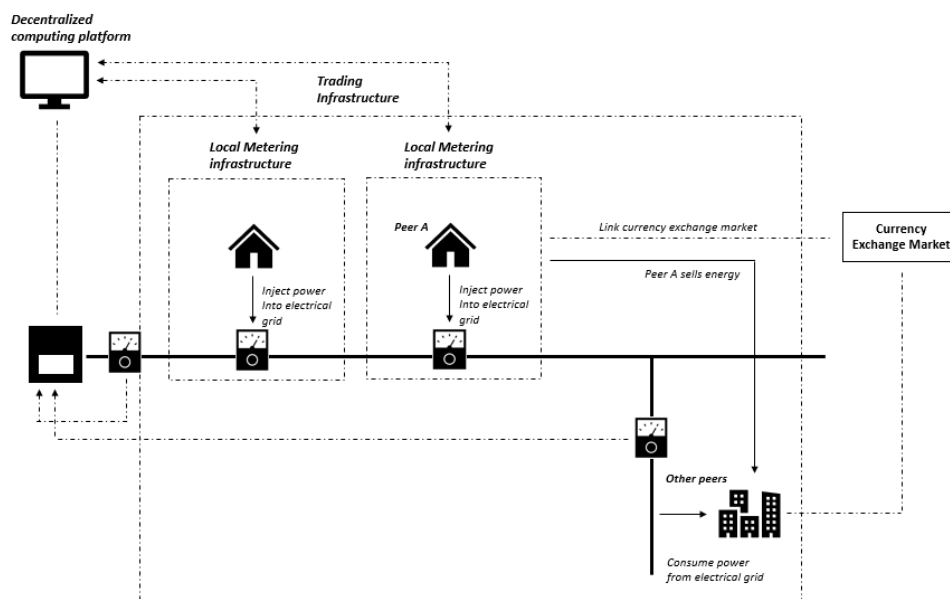 Decentralized
computing platform
Trading
Infrastructure
Local Metering
infrastructure
Local Metering
infrastructure
Peer A
Link currency exchange market
Currency
Exchange Market
Peer A sells energy
Inject power
Into electrical
grid
Inject power
Into electrical
grid
Other peers
Consume power
from electrical grid